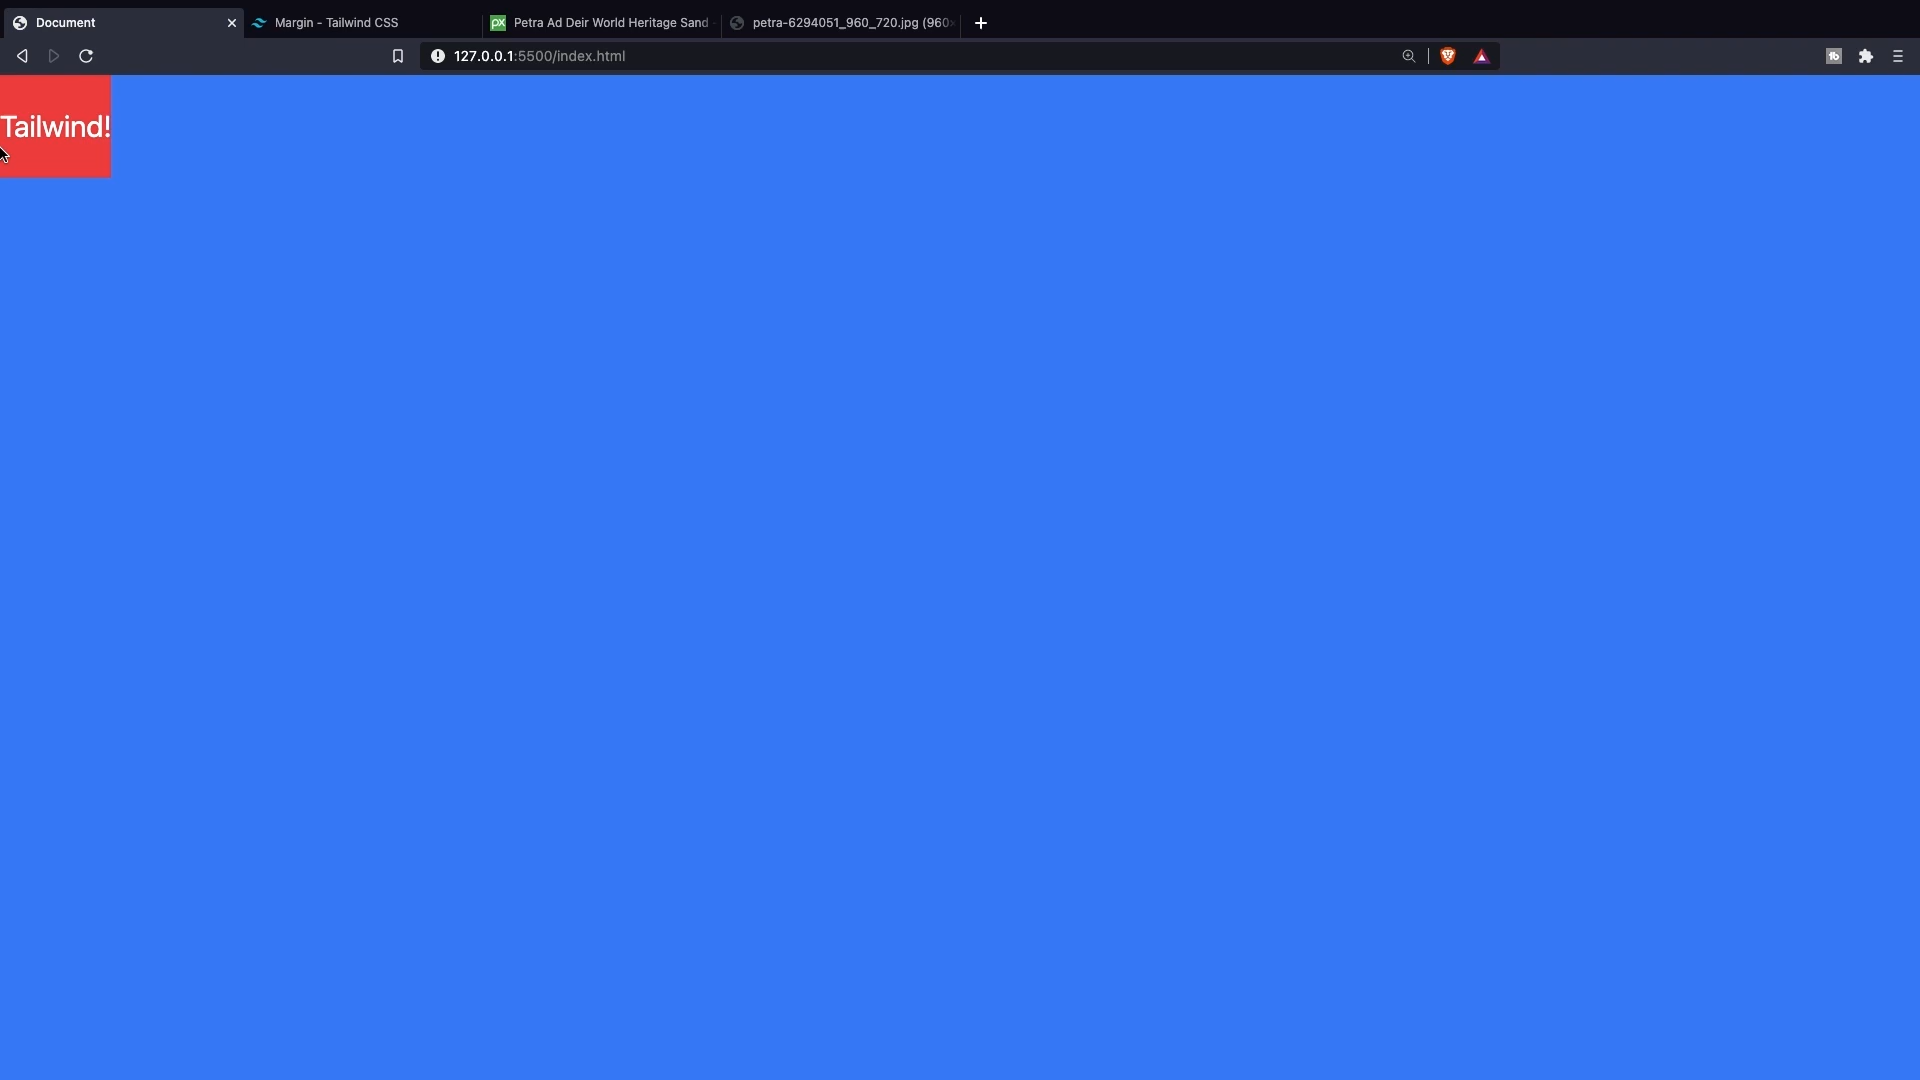 Document
Margin - Tailwind CSS
Petra Ad Deir World Heritage Sand
petra-6294051_960_720.jpg (960
127.0.0.1:5500/index.html
Tailwind!